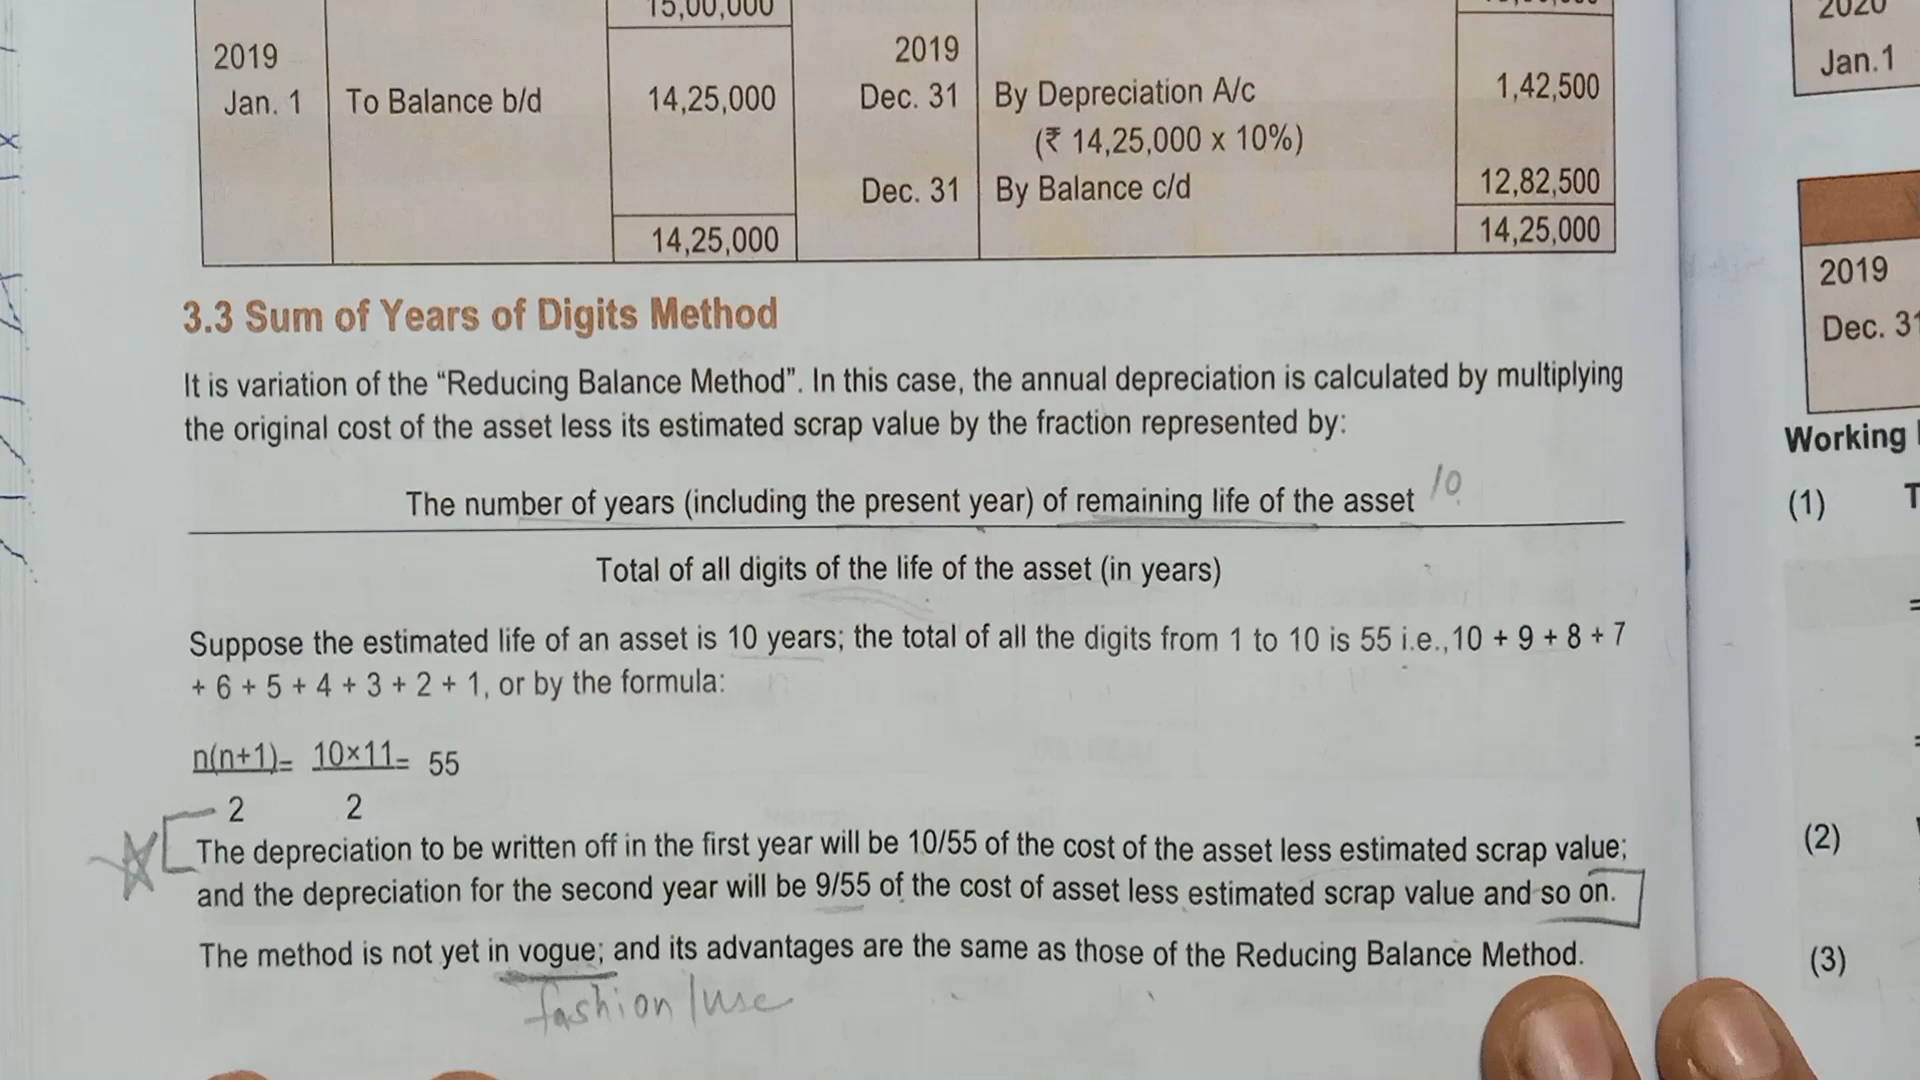 15,00,000
2019 2019
Jan. 1 To Balance b/d 14,25,000 Dec. 31 By Depreciation A/c 1,42,500
(₹ 14,25,000 x 10%)
Dec. 31 By Balance c/d 12,82,500
14,25,000 14,25,000
3.3 Sum of Years of Digits Method
It is variation of the “Reducing Balance Method”. In this case, the annual depreciation is calculated by multiplying
the original cost of the asset less its estimated scrap value by the fraction represented by:
The number of years (including the present year) of remaining life of the asset 10
Total of all digits of the life of the asset (in years)
Suppose the estimated life of an asset is 10 years; the total of all the digits from 1 to 10 is 55 i.e., 10 + 9 + 8 + 7
+ 6 + 5 + 4 + 3 + 2 + 1, or by the formula:
n(n+1)= 10×11= 55
2 2
The depreciation to be written off in the first year will be 10/55 of the cost of the asset less estimated scrap value;
and the depreciation for the second year will be 9/55 of the cost of asset less estimated scrap value and so on.
The method is not yet in vogue; and its advantages are the same as those of the Reducing Balance Method.
fashion/use
2020
Jan.1
2019
Dec. 31
Working
(1)
=
=
(2)
(3)